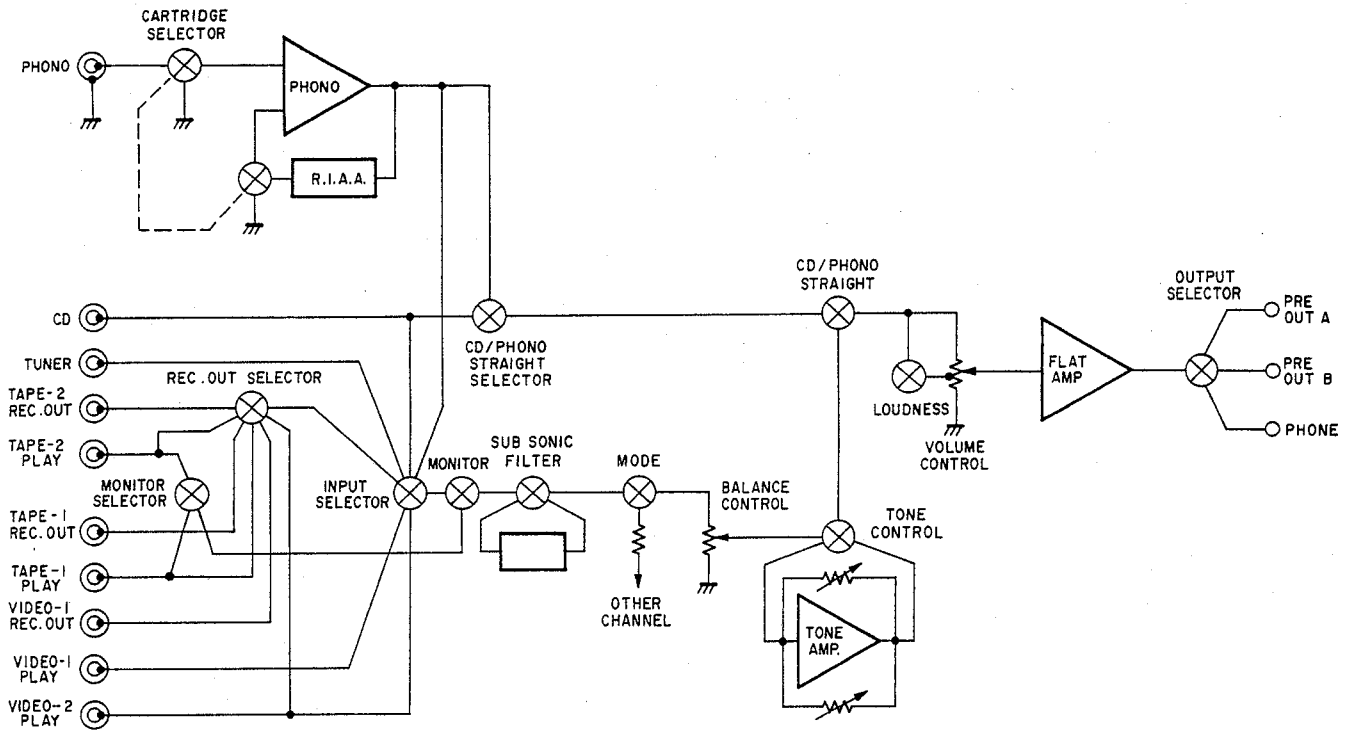 CARTRIDGE
SELECTOR
PHONO
PHONO
R.I.A.A.
CD/PHONO
STRAIGHT
OUTPUT
SELECTOR
PRE
OUT A
CD
CD/PHONO
STRAIGHT
SELECTOR
TUNER
REC.OUT SELECTOR
FLAT
AMP
PRE
OUT B
TAPE-2
REC.OUT
LOUDNESS
PHONE
VOLUME
CONTROL
TAPE-2
PLAY
MONITOR
SELECTOR
INPUT
SELECTOR
MONITOR
SUB SONIC
FILTER
MODE
BALANCE
CONTROL
TONE
CONTROL
TAPE-1
REC.OUT
TAPE-1
PLAY
OTHER
CHANNEL
VIDEO-1
REC.OUT
TONE
AMP.
VIDEO-1
PLAY
VIDEO-2
PLAY